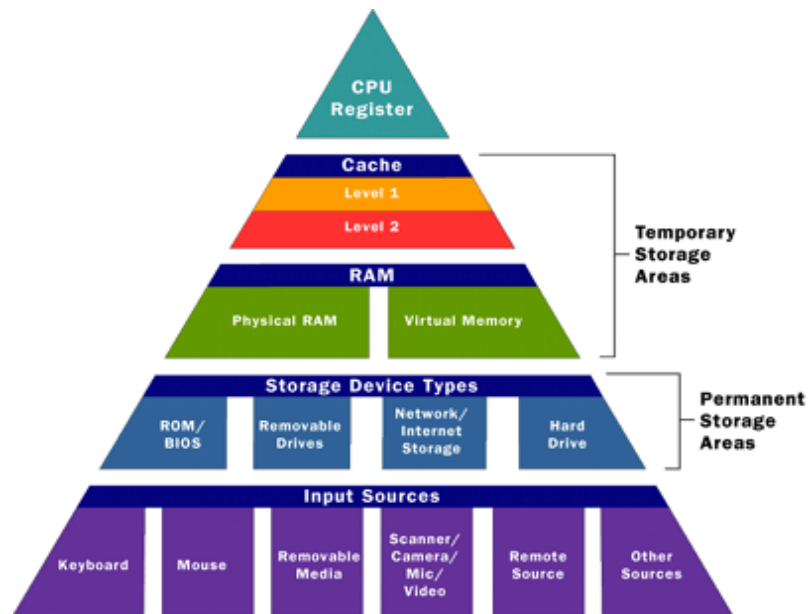 CPU
Register
Cache
Level 1
Level 2
Temporary
Storage
Areas
RAM
Physical RAM
Virtual Memory
Storage Device Types
Permanent
Storage
Areas
ROM/
BIOS
Removable
Drives
Network/
Internet
Storage
Hard
Drive
Input Sources
Keyboard
Mouse
Removable
Media
Scanner/
Camera/
Mic/
Video
Remote
Source
Other
Sources